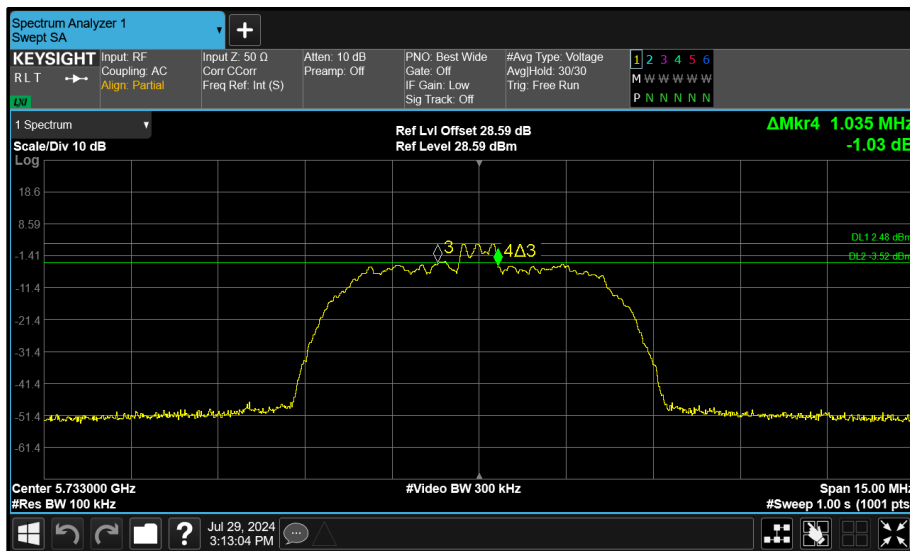 Spectrum Analyzer 1
Swept SA
KEYSIGHT
R L T
LXI
Input: RF
Coupling: AC
Align: Partial
Input Z: 50 Ω
Corr CCorr
Freq Ref: Int (S)
Atten: 10 dB
Preamp: Off
PNO: Best Wide
Gate: Off
IF Gain: Low
Sig Track: Off
#Avg Type: Voltage
Avg|Hold: 30/30
Trig: Free Run
1 2 3 4 5 6
M W W W W W
P N N N N N
1 Spectrum
Scale/Div 10 dB
Ref Lvl Offset 28.59 dB
Ref Level 28.59 dBm
ΔMkr4 1.035 MHz
-1.03 dB
Log
18.6
8.59
-1.41
-11.4
-21.4
-31.4
-41.4
-51.4
-61.4
3
4Δ3
DL1 2.48 dBm
DL2 -3.52 dBm
Center 5.733000 GHz
#Video BW 300 kHz
Span 15.00 MHz
#Res BW 100 kHz
#Sweep 1.00 s (1001 pts
?
Jul 29, 2024
3:13:04 PM